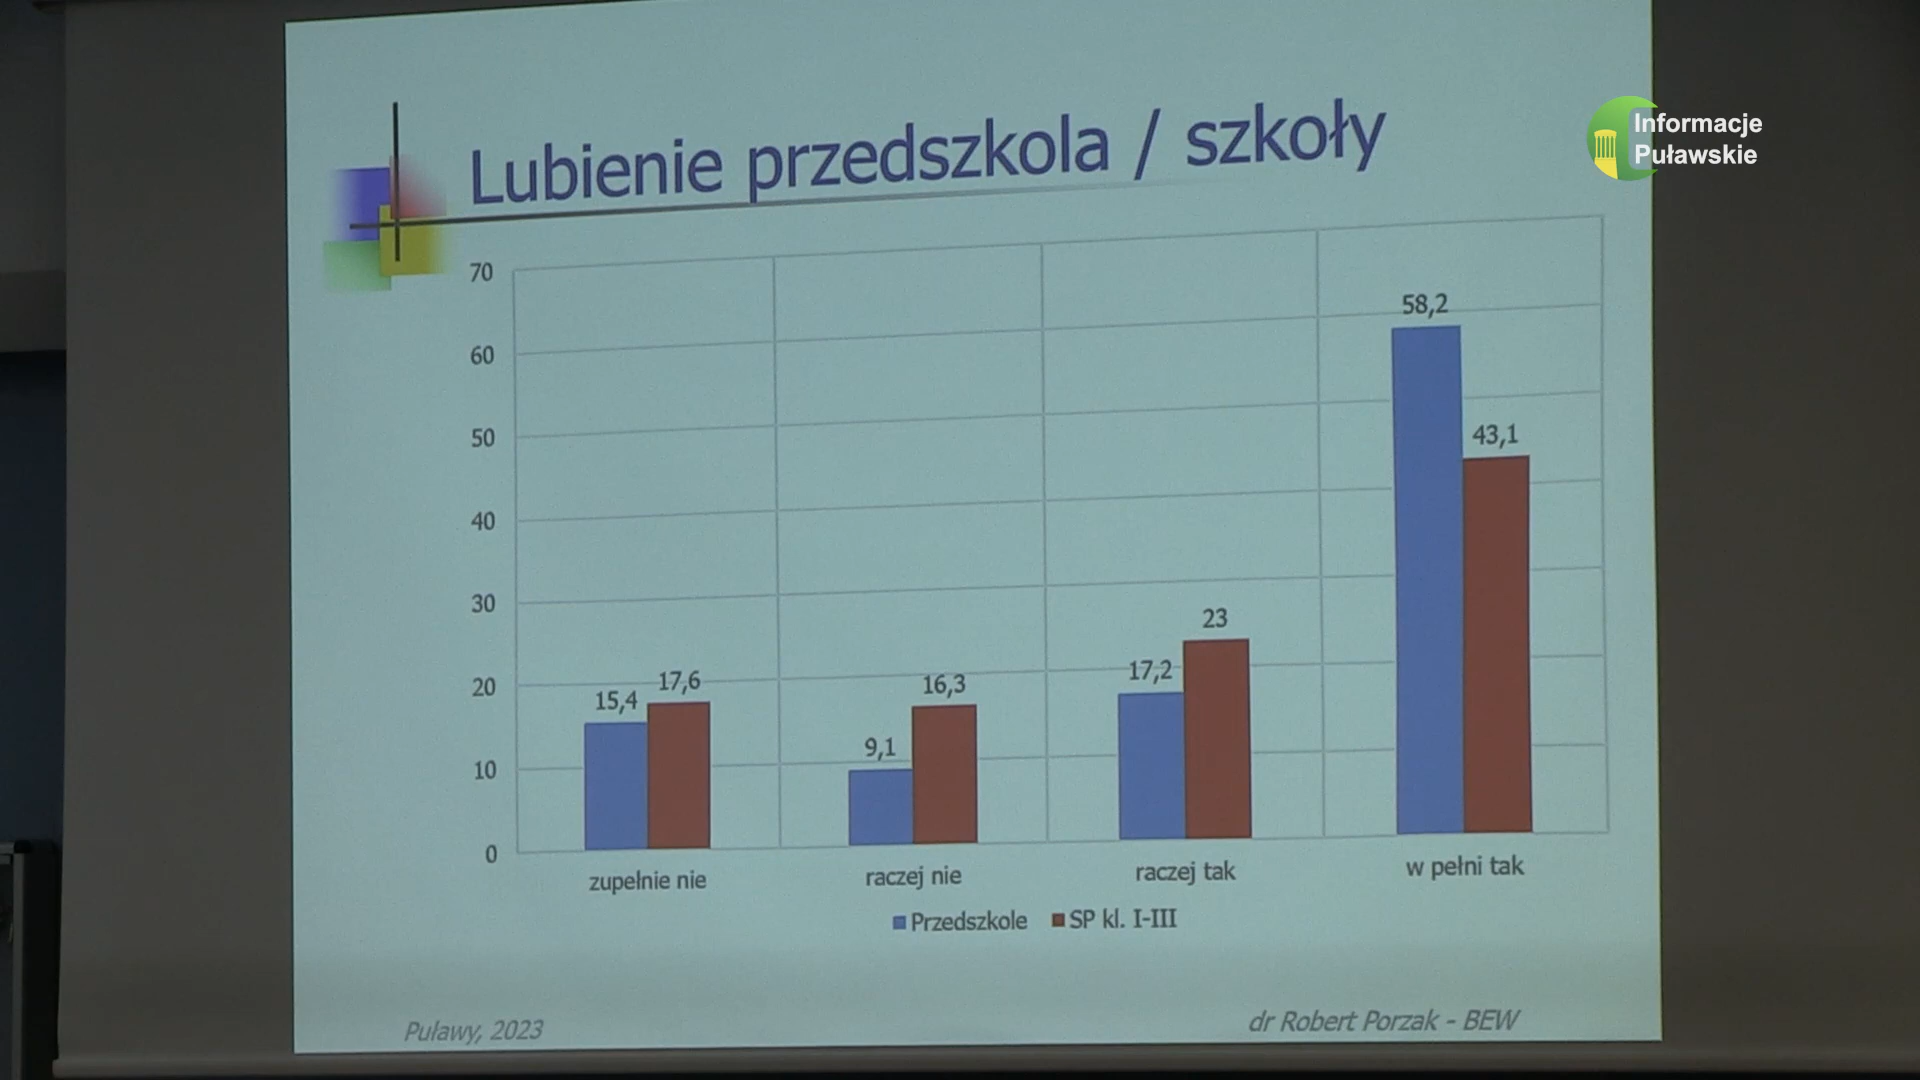 Informacje
Puławskie
Lubienie przedszkola / szkoły
70
60
50
40
30
20
10
0
15,4
17,6
9,1
16,3
17,2
23
58,2
43,1
zupełnie nie
raczej nie
raczej tak
w pełni tak
Przedszkole SP kl. I-III
Puławy, 2023
dr Robert Porzak - BEW